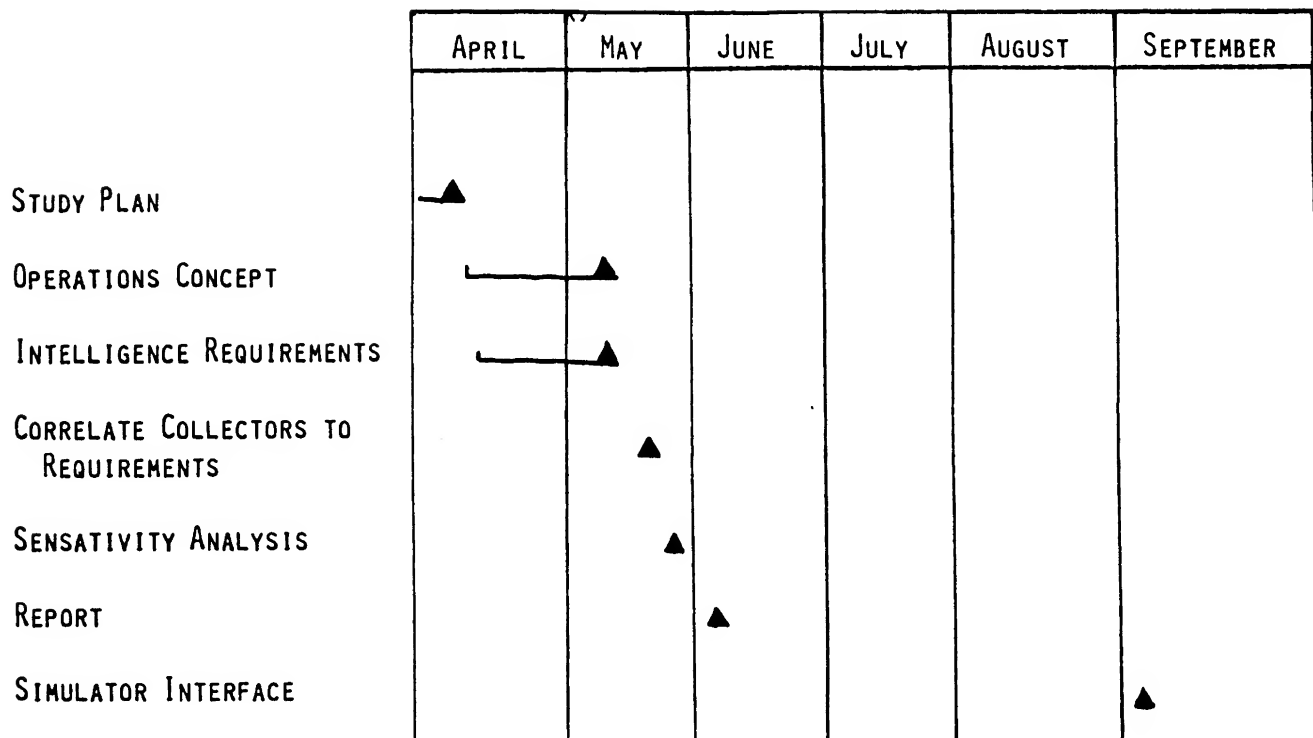 APRIL MAY JUNE JULY AUGUST SEPTEMBER
STUDY PLAN
OPERATIONS CONCEPT
INTELLIGENCE REQUIREMENTS
CORRELATE COLLECTORS TO
REQUIREMENTS
SENSATIVITY ANALYSIS
REPORT
SIMULATOR INTERFACE